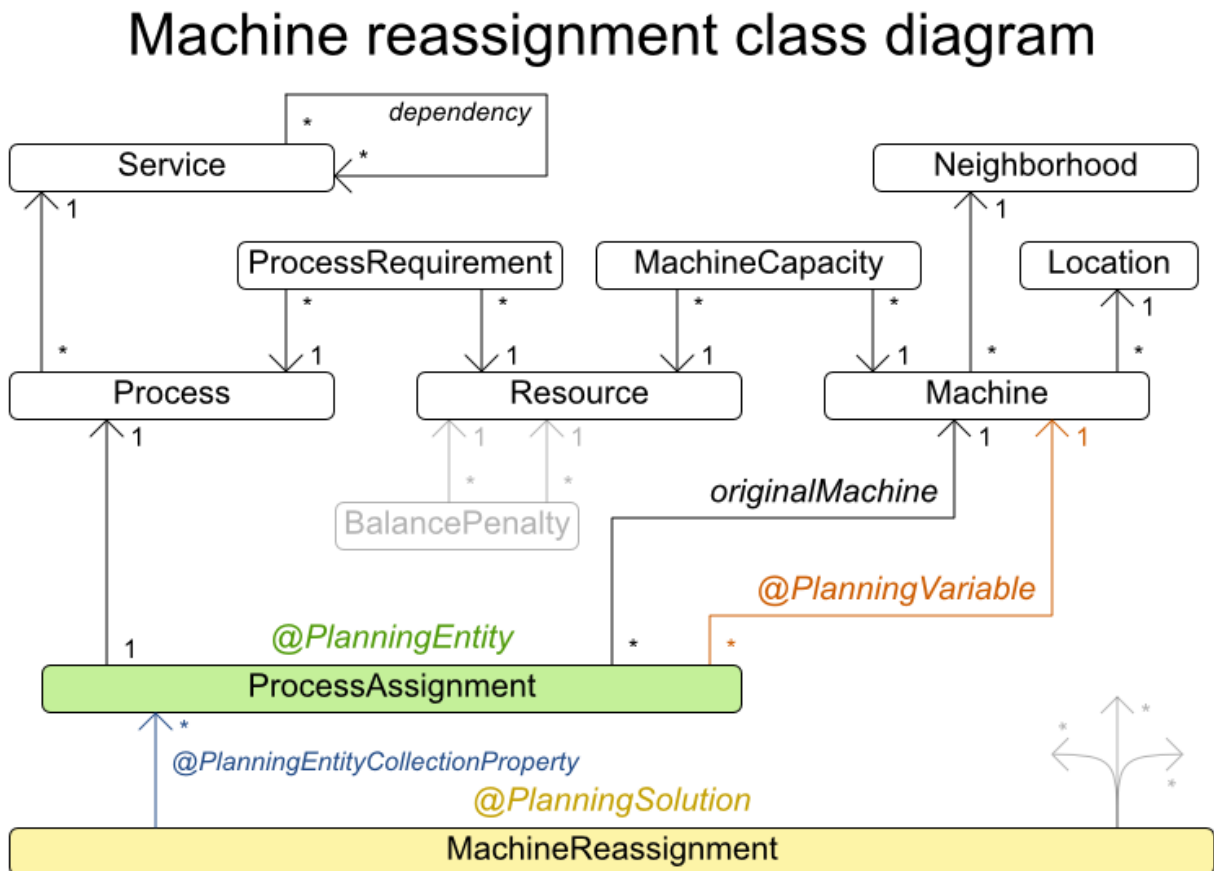 Machine reassignment class diagram
dependency
*
*
Service
Neighborhood
1
1
ProcessRequirement
MachineCapacity
Location
*
*
*
*
1
*
1
1
1
1
*
*
Process
Resource
Machine
1
1
1
1
1
*
*
originalMachine
BalancePenalty
@PlanningVariable
@PlanningEntity
1
*
*
ProcessAssignment
*
*
*
@PlanningEntityCollectionProperty
*
@PlanningSolution
MachineReassignment